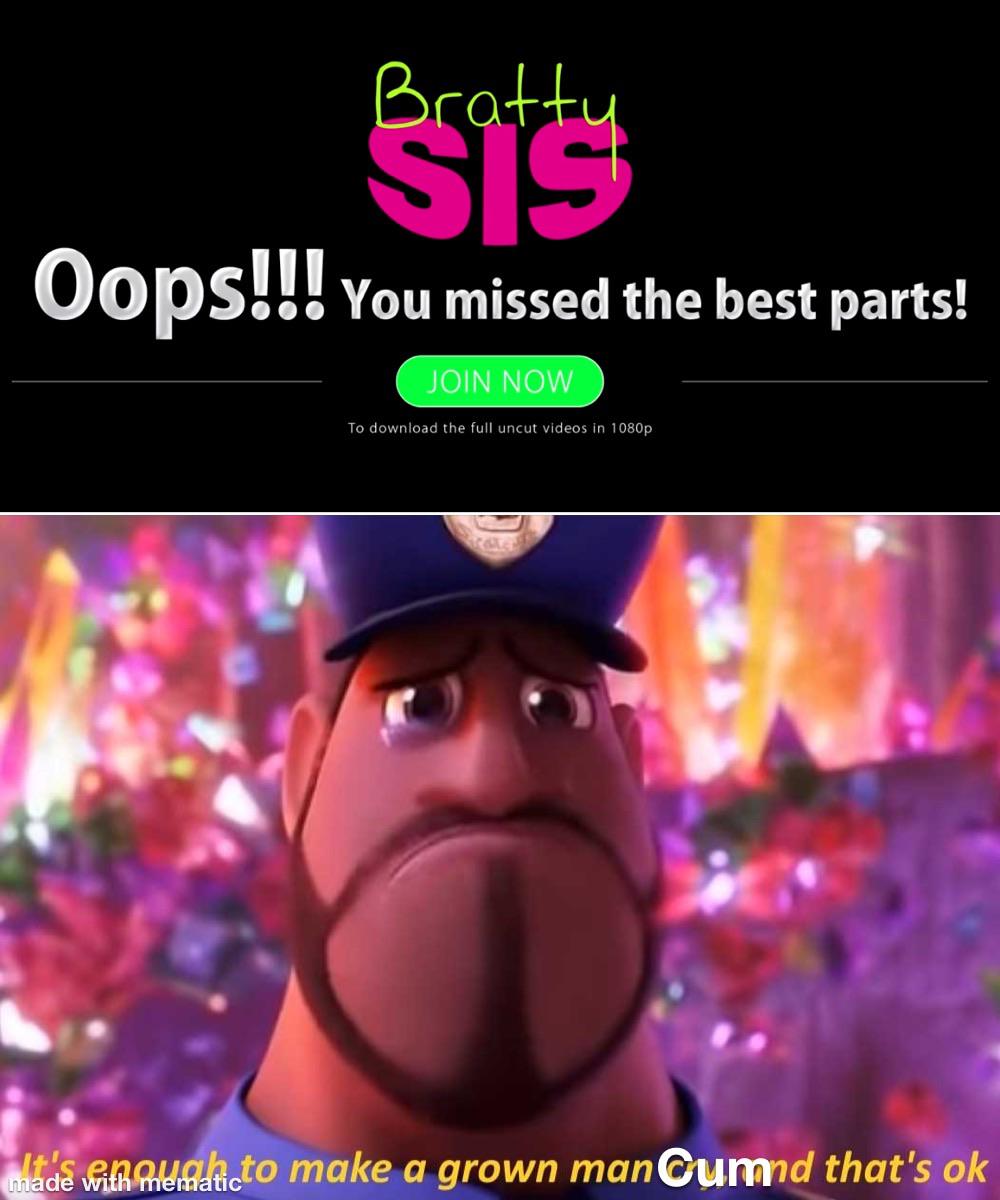 Bratty
SIS
Oops!!! You missed the best parts!
JOIN NOW
To download the full uncut videos in 1080p
It's enough to make a grown man Cum and that's ok
made with mematic